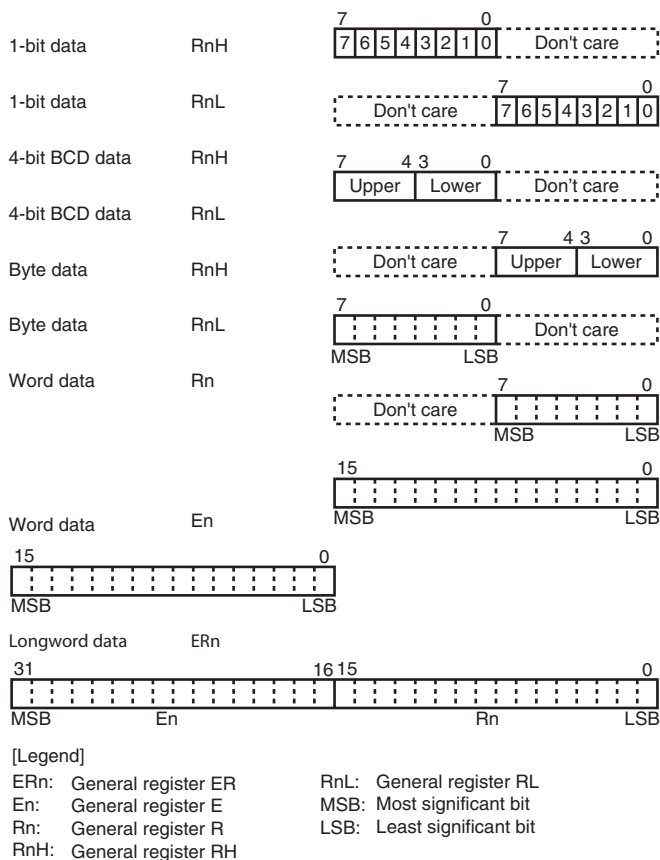 7 0
1-bit data RnH 7 6 5 4 3 2 1 0 Don't care
7 0
1-bit data RnL Don't care 7 6 5 4 3 2 1 0
4-bit BCD data RnH 7 4 3 0
Upper Lower Don't care
4-bit BCD data RnL
7 4 3 0
Byte data RnH Don't care Upper Lower
7 0
Byte data RnL Don't care
MSB LSB
Word data Rn 7 0
Don't care
MSB LSB
15 0
Word data En MSB LSB
15 0
MSB LSB
Longword data ERn
31 16 15 0
MSB En Rn LSB
[Legend]
ERn: General register ER RnL: General register RL
En: General register E MSB: Most significant bit
Rn: General register R LSB: Least significant bit
RnH: General register RH